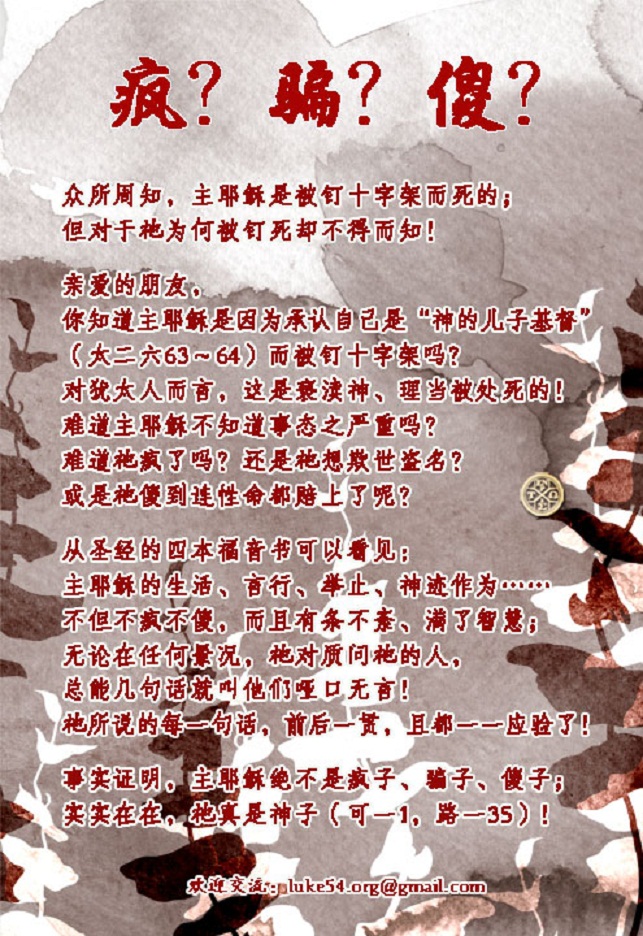 疯？骗？傻？
众所周知，主耶稣是被钉十字架而死的；
但对于祂为何被钉死却不得而知！
亲爱的朋友，
你知道主耶稣是因为承认自己是“神的儿子基督”
（太二六63～64）而被钉十字架吗？
对犹太人而言，这是亵渎神、理当被处死的！
难道主耶稣不知道事态之严重吗？
难道祂疯了吗？还是祂想欺世盗名？
或是祂傻到连性命都赔上了呢？
从圣经的四本福音书可以看见：
主耶稣的生活、言行、举止、神迹作为……
不但不疯不傻，而且有条不紊、满了智慧；
无论在任何景况，祂对质问祂的人，
总能几句话就叫他们哑口无言！
祂所说的每一句话，前后一贯，且都一一应验了！
事实证明，主耶稣绝不是疯子、骗子、傻子；
实实在在，祂真是神子（可一1，路一35）！
欢迎交流：luke54.org@gmail.com